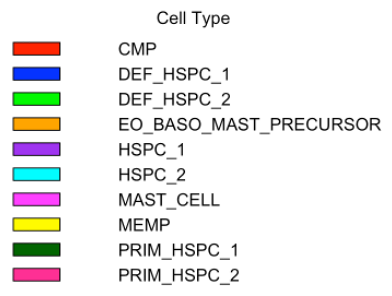 Cell Type
CMP
DEF_HSPC_1
DEF_HSPC_2
EO_BASO_MAST_PRECURSOR
HSPC_1
HSPC_2
MAST_CELL
MEMP
PRIM_HSPC_1
PRIM_HSPC_2